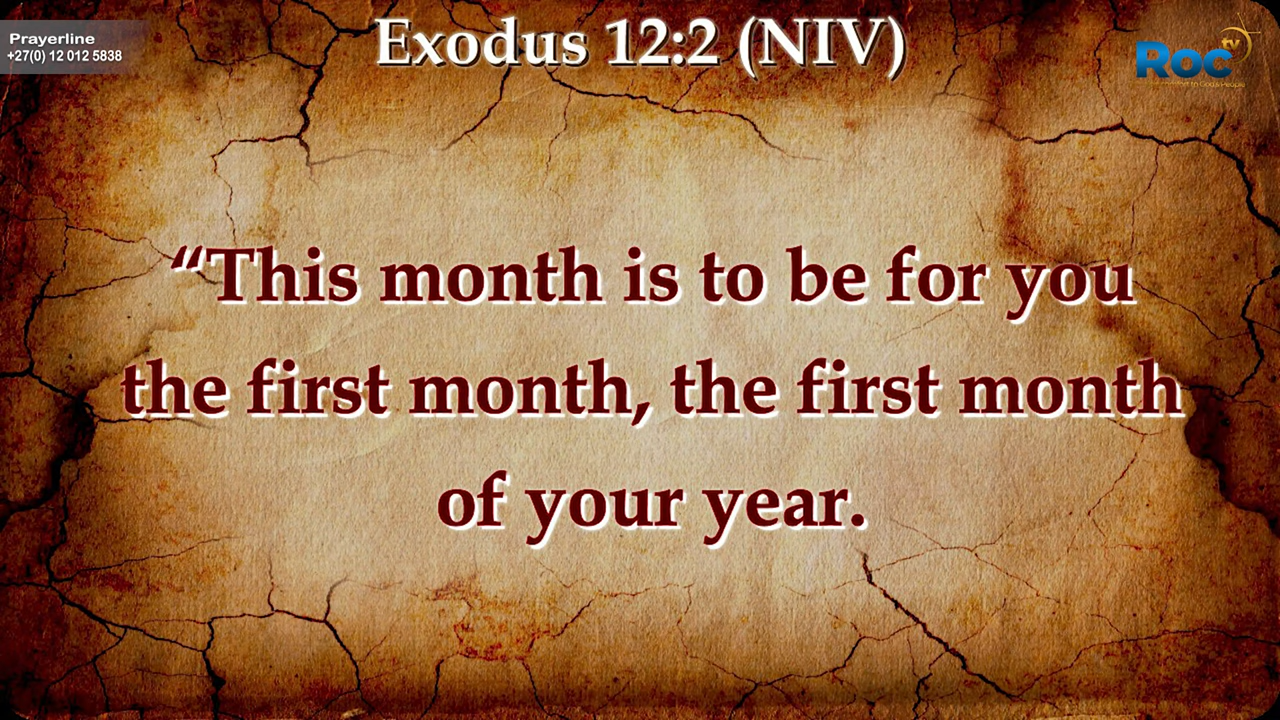 Prayerline
+27(0) 12 012 5838
Exodus 12:2 (NIV)
Roc tv
“This month is to be for you
the first month, the first month
of your year.